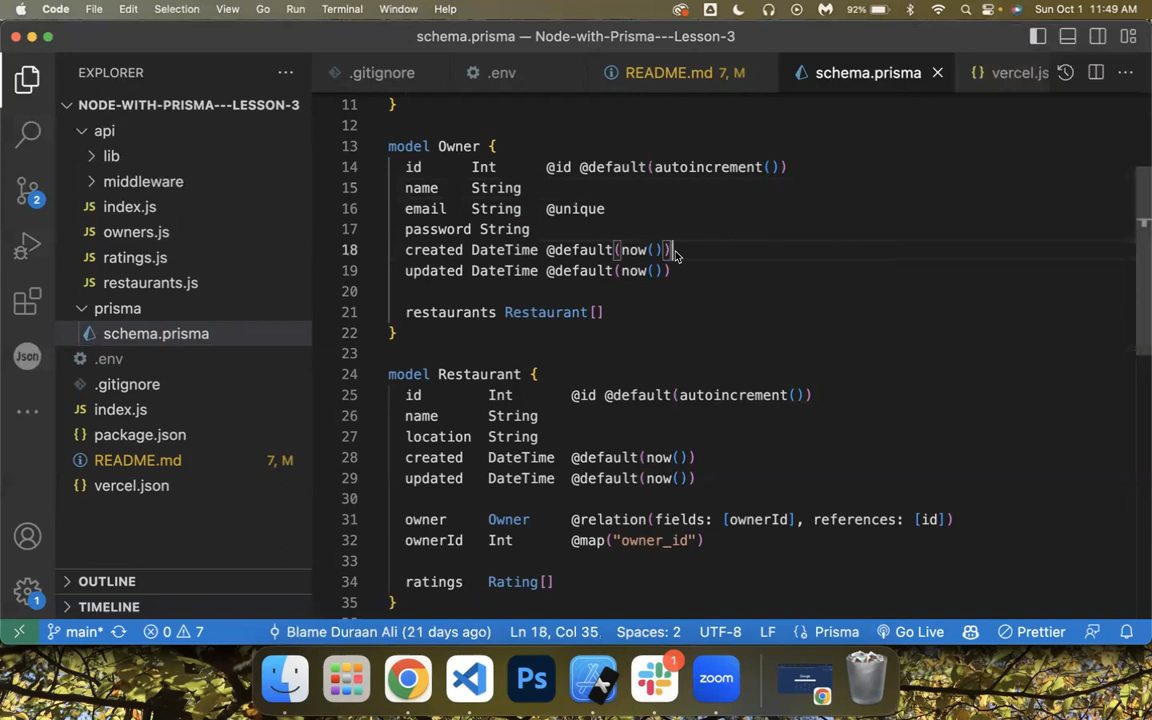 Code File Edit Selection View Go Run Terminal Window Help 92% Sun Oct 1 11:49 AM
schema.prisma — Node-with-Prisma---Lesson-3
EXPLORER
.gitignore
.env
README.md 7, M
schema.prisma
vercel.js
NODE-WITH-PRISMA---LESSON-3
api
lib
middleware
index.js
owners.js
ratings.js
restaurants.js
prisma
schema.prisma
.env
.gitignore
index.js
package.json
README.md 7, M
vercel.json
OUTLINE
TIMELINE
2
Json
1
11 }
12
13 model Owner {
14 id Int @id @default(autoincrement())
15 name String
16 email String @unique
17 password String
18 created DateTime @default(now())
19 updated DateTime @default(now())
20
21 restaurants Restaurant[]
22 }
23
24 model Restaurant {
25 id Int @id @default(autoincrement())
26 name String
27 location String
28 created DateTime @default(now())
29 updated DateTime @default(now())
30
31 owner Owner @relation(fields: [ownerId], references: [id])
32 ownerId Int @map("owner_id")
33
34 ratings Rating[]
35 }
main* 0 7 Blame Duraan Ali (21 days ago) Ln 18, Col 35 Spaces: 2 UTF-8 LF {} Prisma Go Live Prettier
Ps
1
zoom